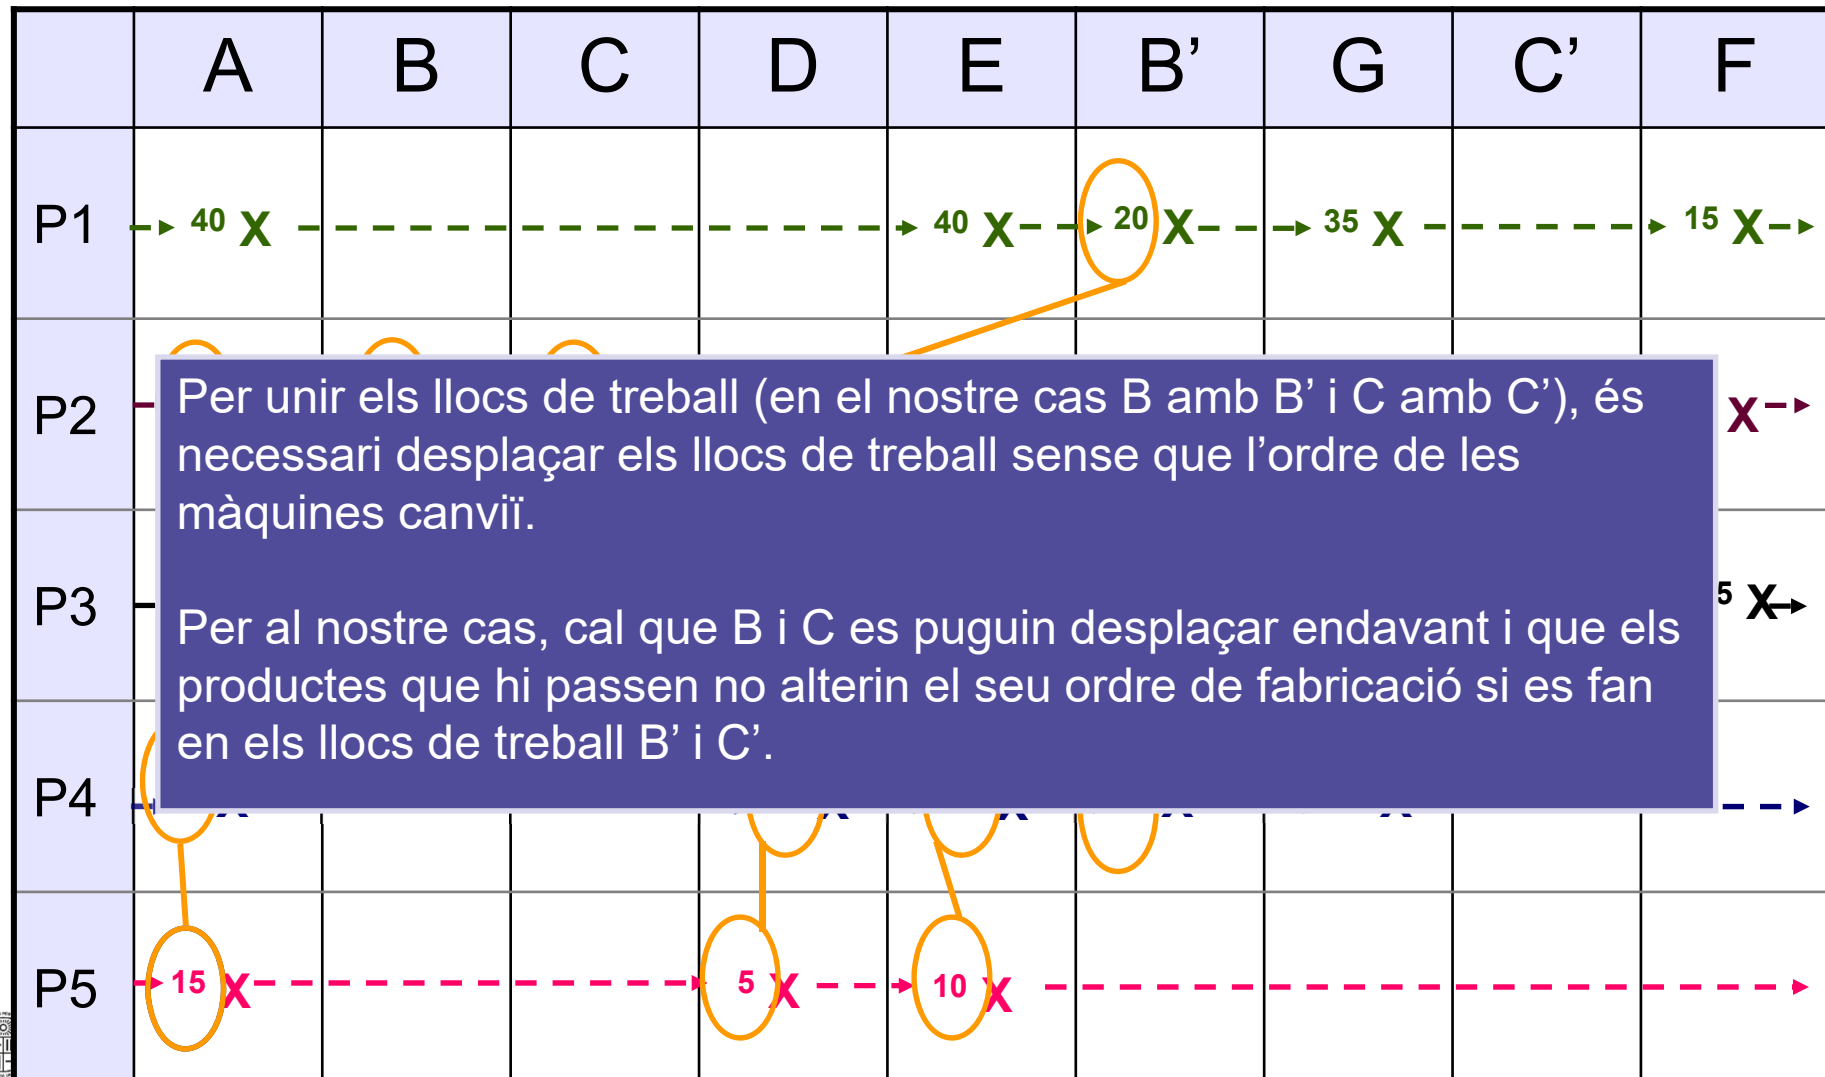 A B C D E B’ G C’ F
P1 40 X 40 X 20 X 35 X 15 X
P2 X
Per unir els llocs de treball (en el nostre cas B amb B’ i C amb C’), és
necessari desplaçar els llocs de treball sense que l’ordre de les
màquines canviï.
P3 5 X
Per al nostre cas, cal que B i C es puguin desplaçar endavant i que els
productes que hi passen no alterin el seu ordre de fabricació si es fan
en els llocs de treball B’ i C’.
P4
P5 15 X 5 X 10 X